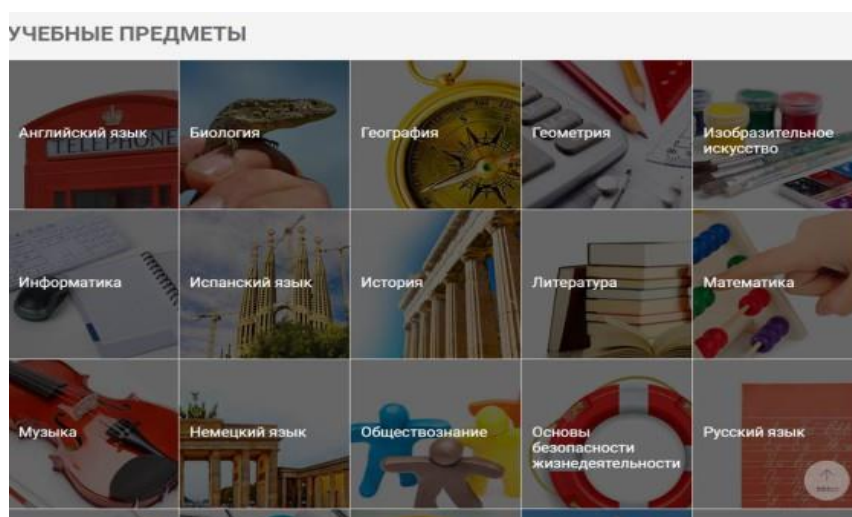 УЧЕБНЫЕ ПРЕДМЕТЫ
Английский язык
TELEPHONE
Биология
География
Геометрия
Изобразительное
искусство
Информатика
Испанский язык
История
Литература
Математика
Музыка
Немецкий язык
Обществознание
Основы
безопасности
жизнедеятельности
Русский язык